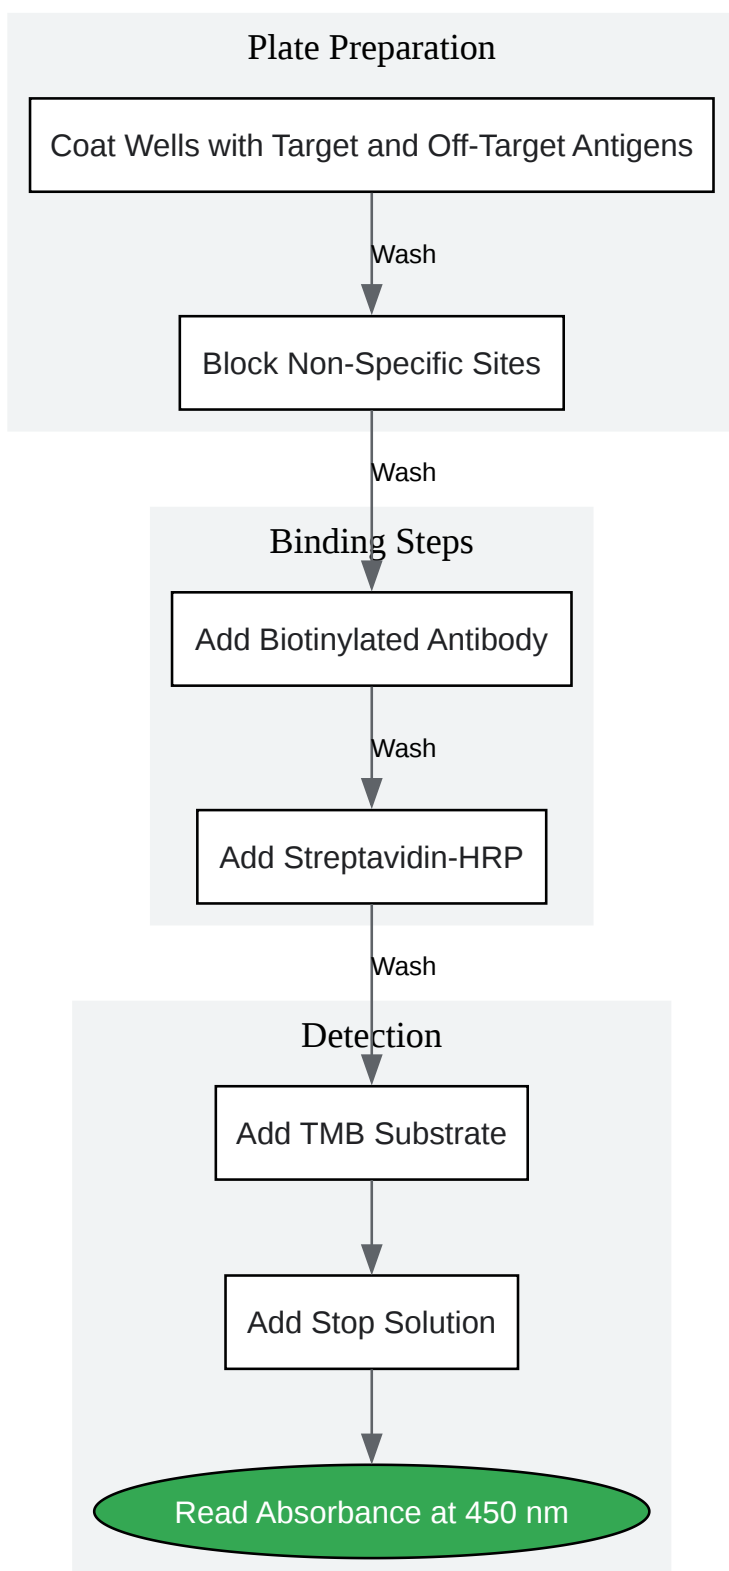 Plate Preparation
Coat Wells with Target and Off-Target Antigens
Wash
Block Non-Specific Sites
Wash
Binding Steps
Add Biotinylated Antibody
Wash
Add Streptavidin-HRP
Wash
Detection
Add TMB Substrate
Add Stop Solution
Read Absorbance at 450 nm